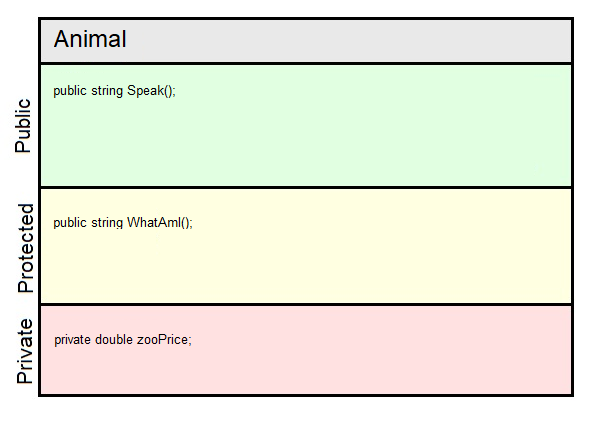 Animal
Public
public string Speak();
Protected
public string WhatAmI();
Private
private double zooPrice;